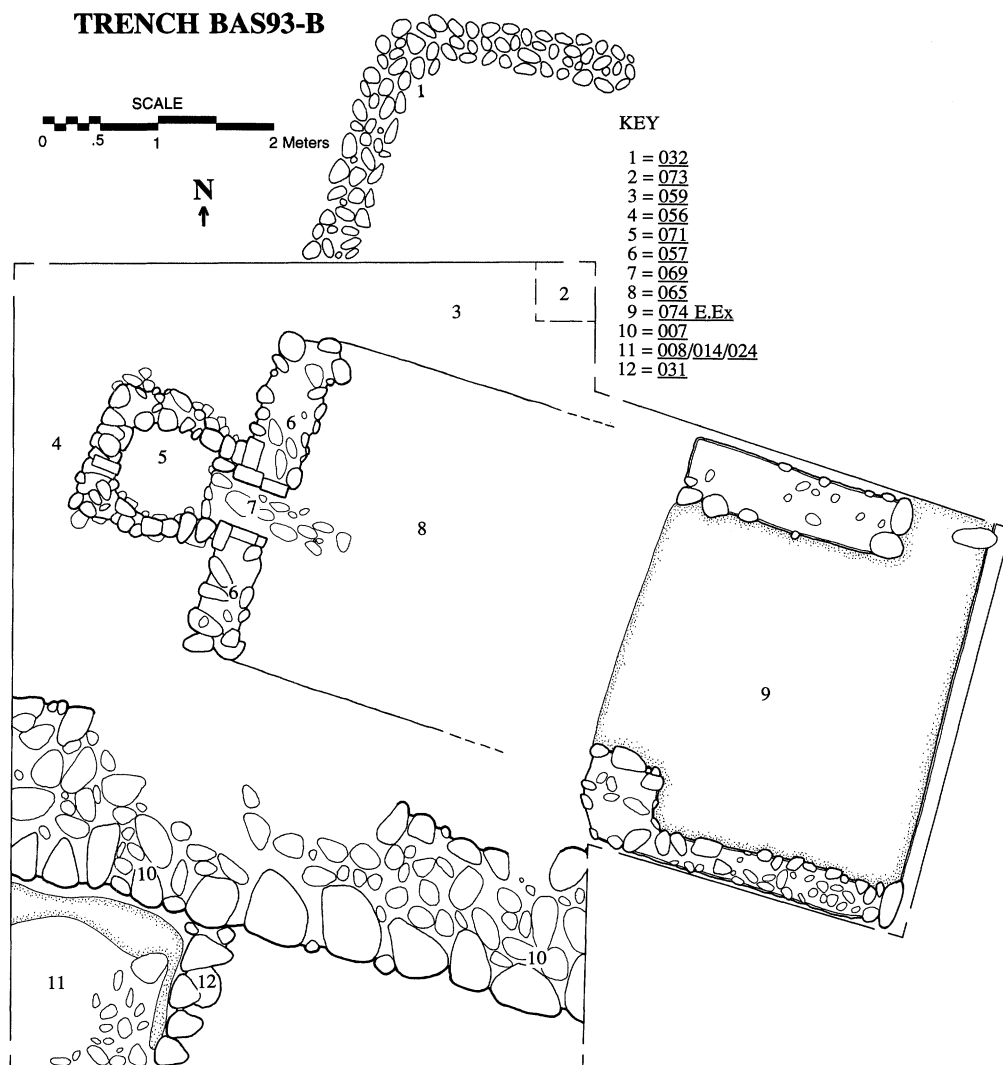 TRENCH BAS93-B
SCALE
0 .5 1 2 Meters
N
KEY
1 = 032
2 = 073
3 = 059
4 = 056
5 = 071
6 = 057
7 = 069
8 = 065
9 = 074 E.Ex
10 = 007
11 = 008/014/024
12 = 031
1
2
3
6
4
5
7
8
6
9
10
10
11
12